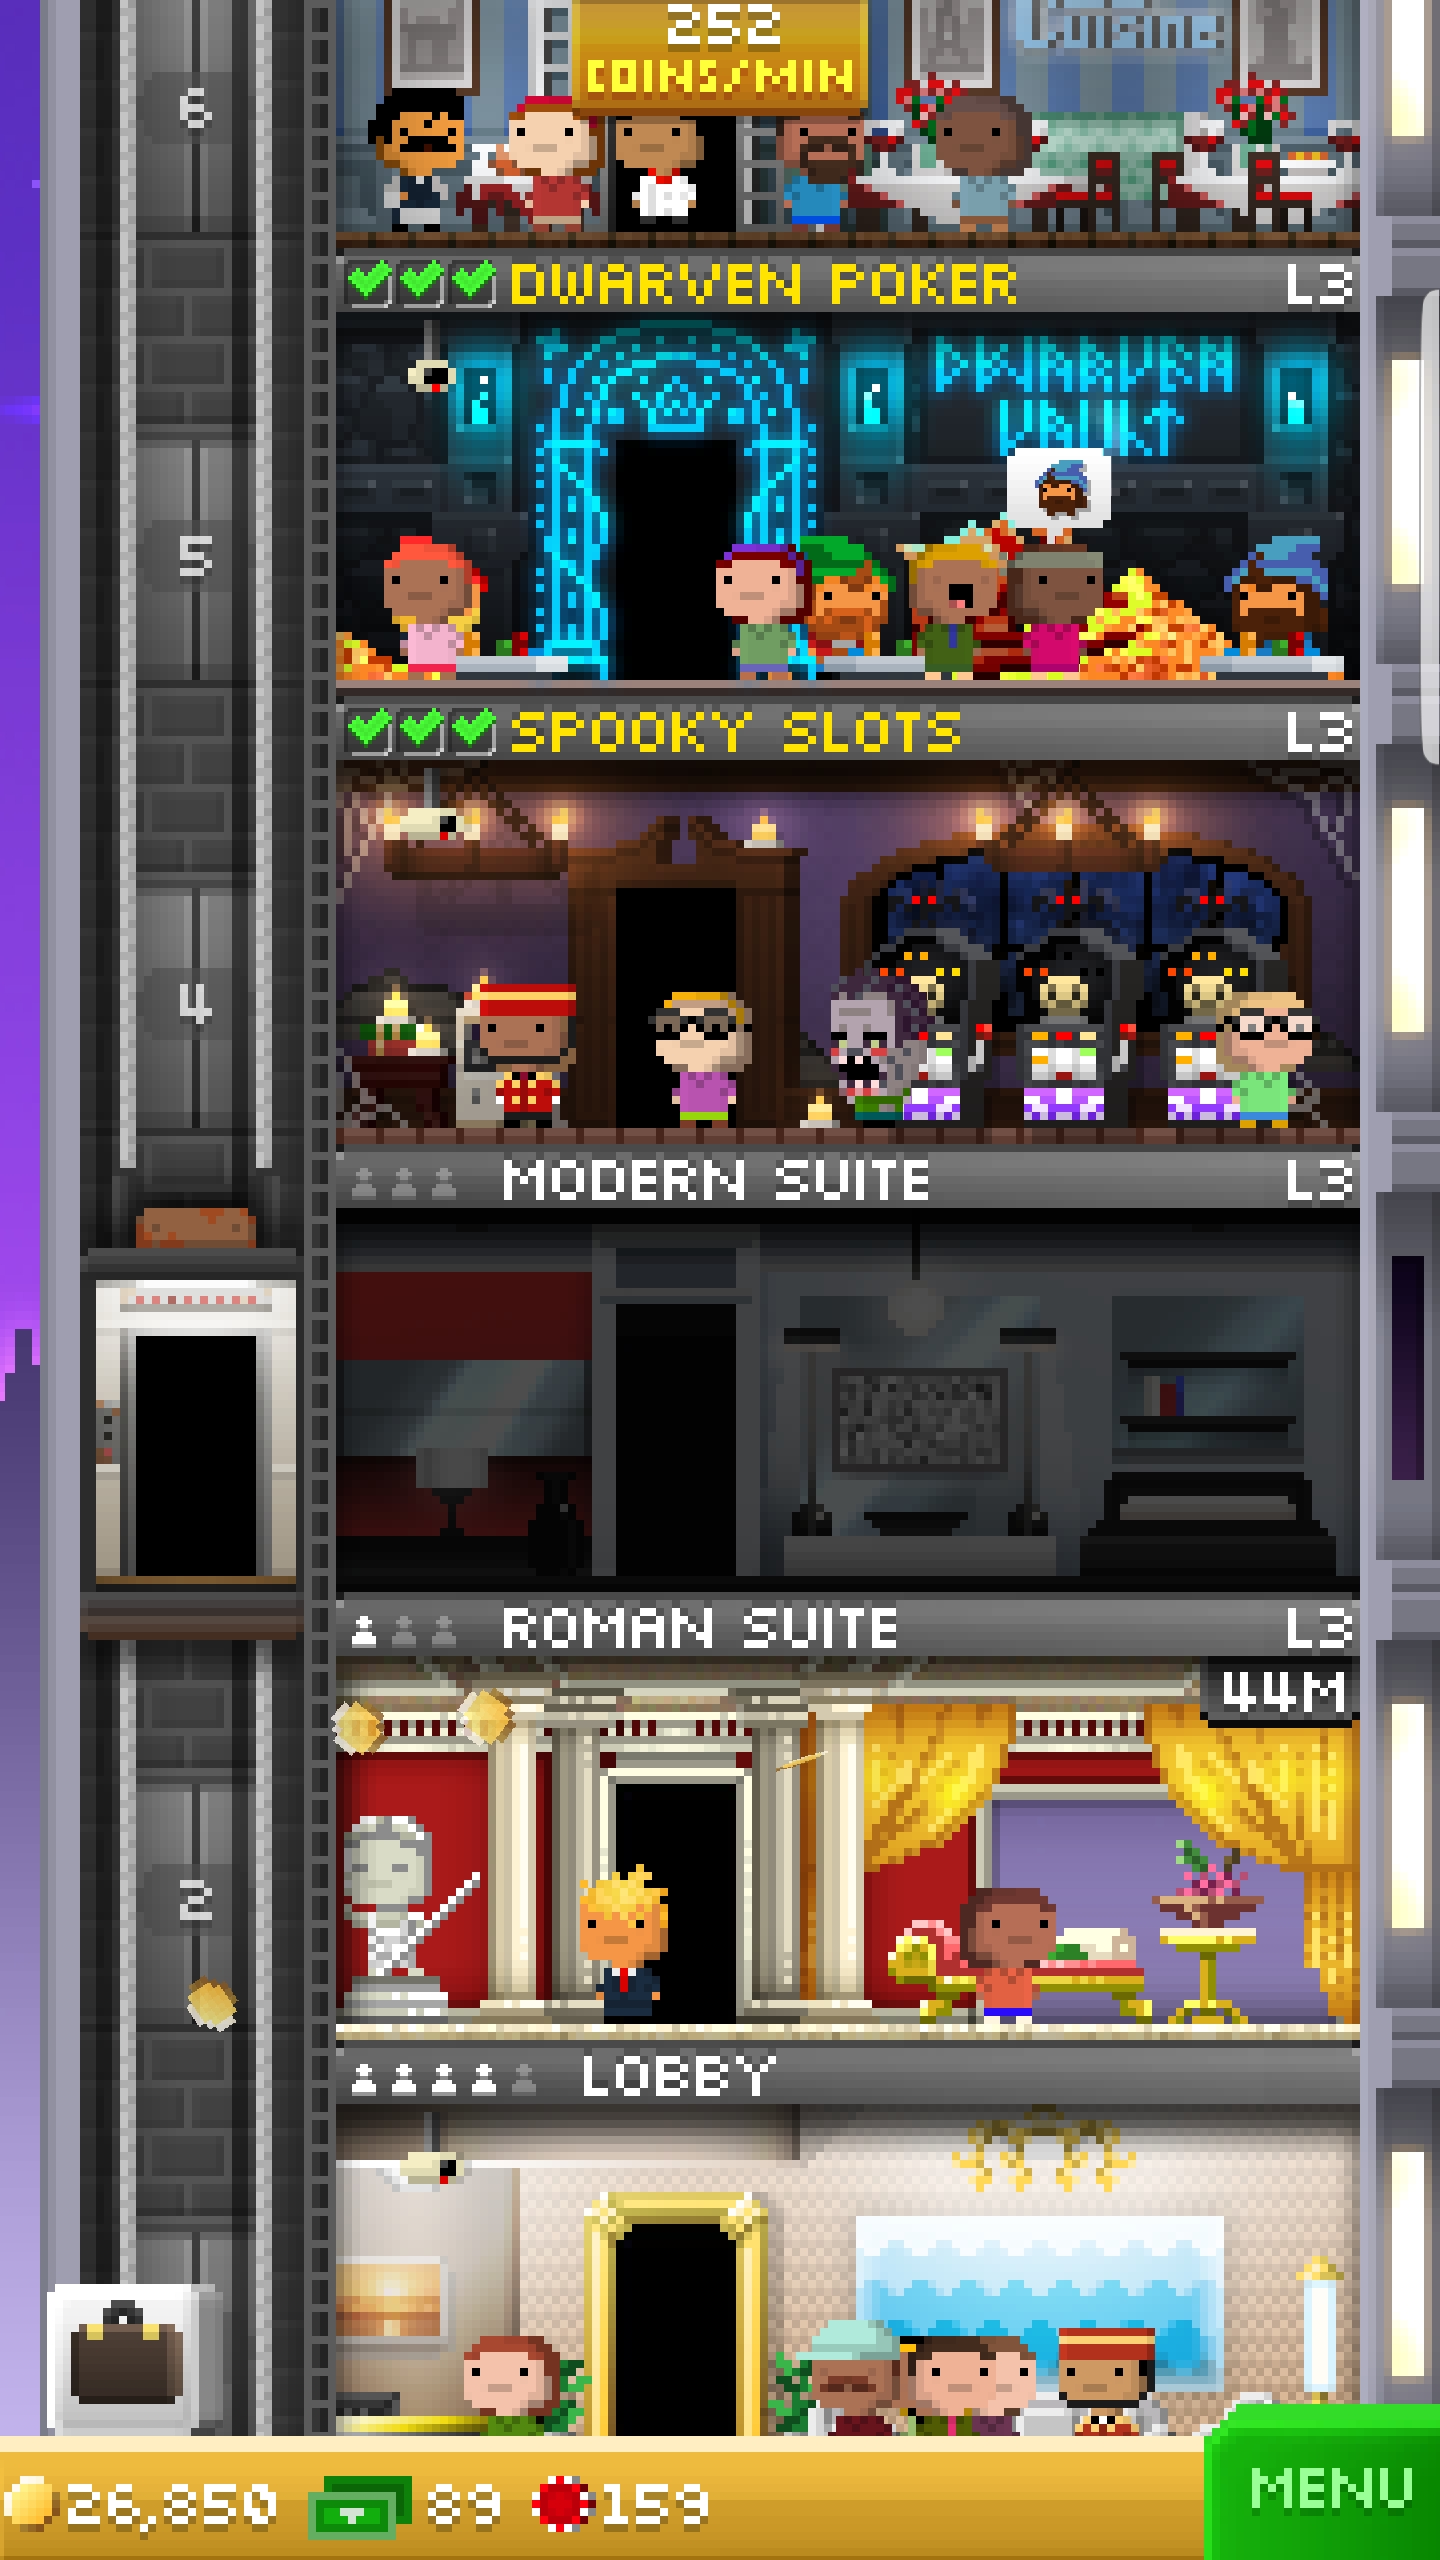 252
COINS/MIN
Cuisine
6
DWARVEN POKER L3
DWARVEN
VAULT
5
SPOOKY SLOTS L3
4
MODERN SUITE L3
ROMAN SUITE L3
44M
2
LOBBY
26,850 89 159
MENU